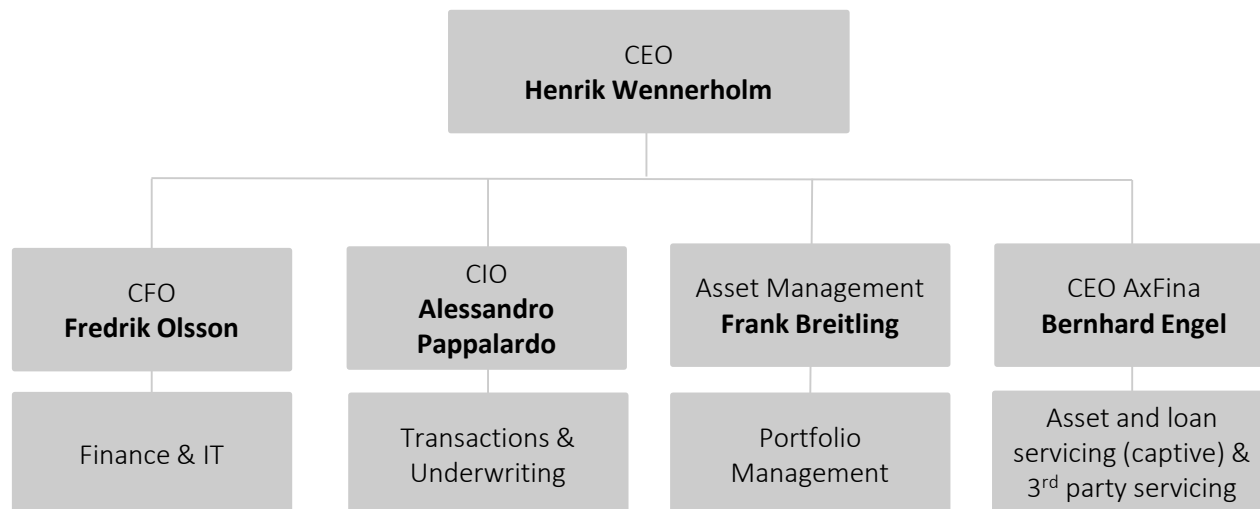 CEO
Henrik Wennerholm
CFO
Fredrik Olsson
CIO
Alessandro
Pappalardo
Asset Management
Frank Breitling
CEO AxFina
Bernhard Engel
Finance & IT
Transactions &
Underwriting
Portfolio
Management
Asset and loan
servicing (captive) &
3rd party servicing